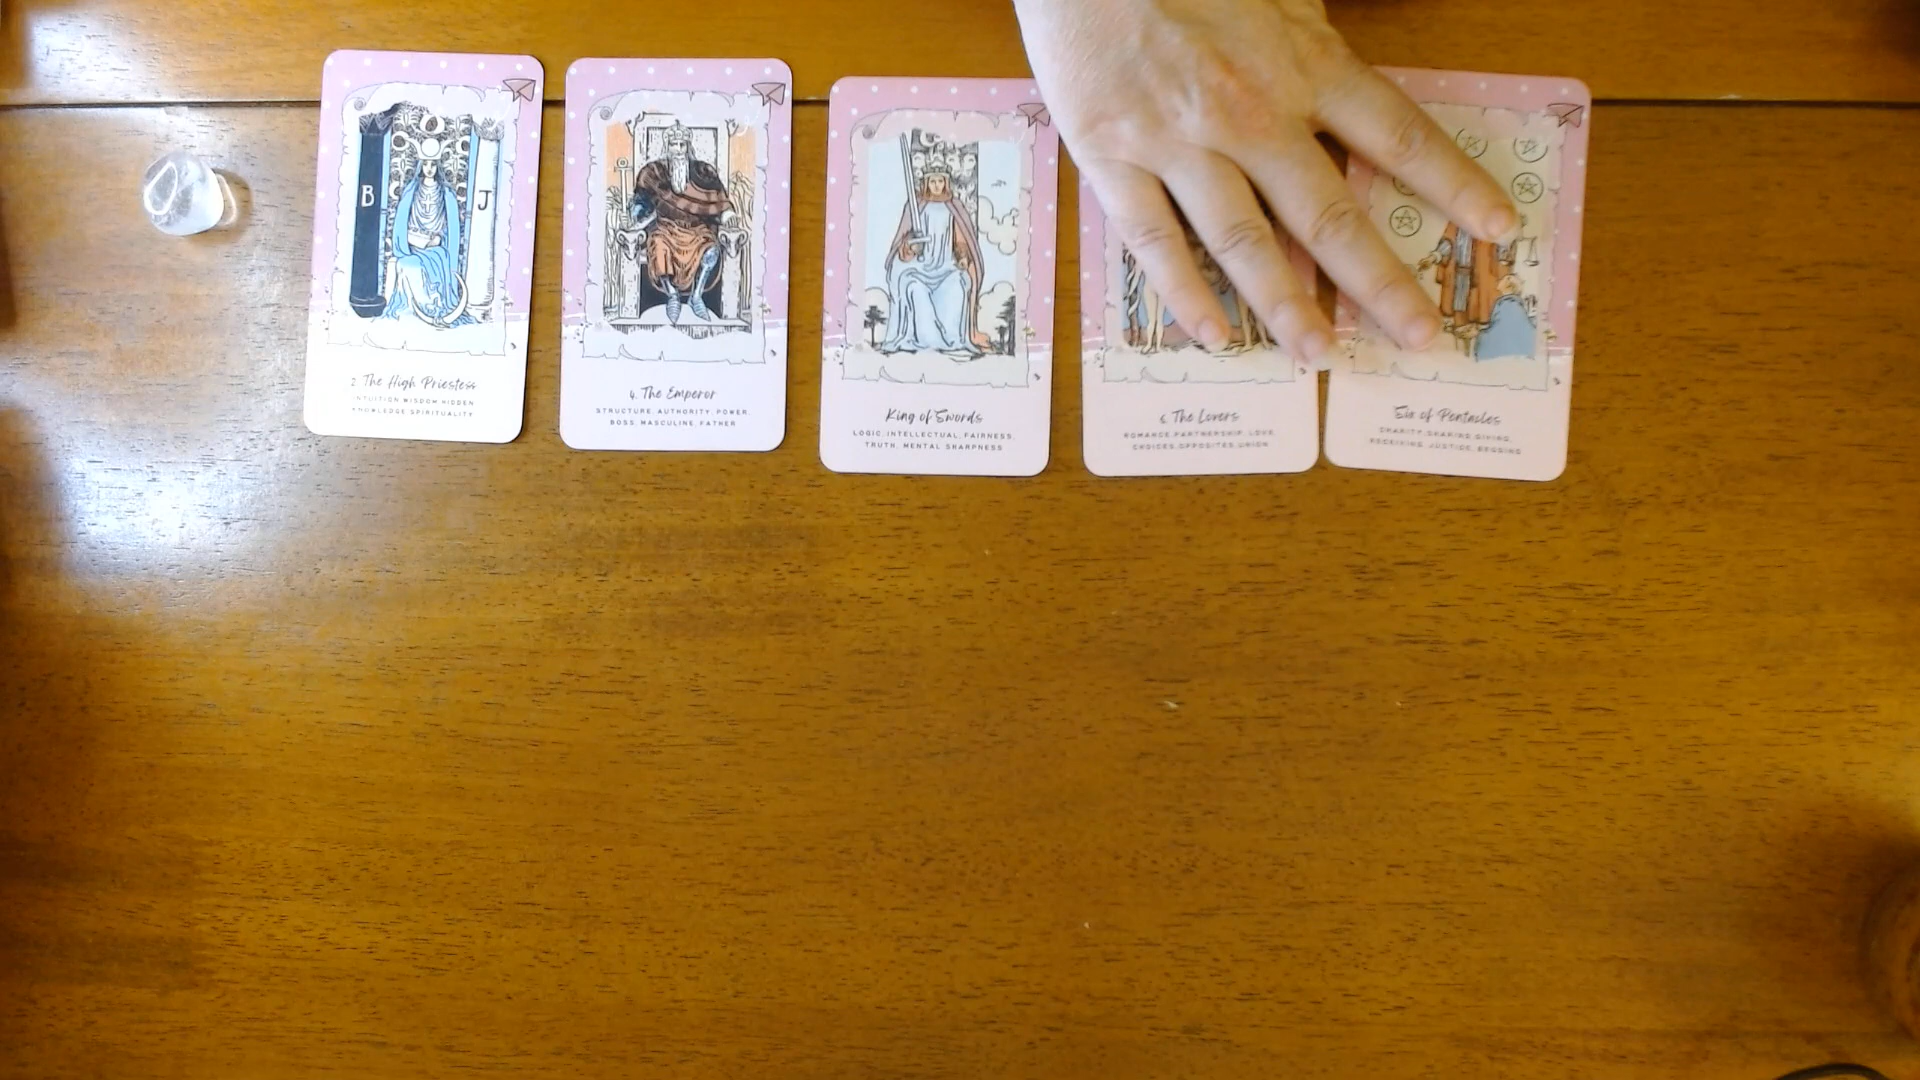 B
J
2. The High Priestess
INTUITION.WISDOM.HIDDEN
KNOWLEDGE.SPIRITUALITY
4. The Emperor
STRUCTURE. AUTHORITY. POWER.
BOSS. MASCULINE. FATHER
King of Swords
LOGIC. INTELLECTUAL. FAIRNESS.
TRUTH. MENTAL SHARPNESS
6. The Lovers
ROMANCE. PARTNERSHIP. LOVE
CHOICES. OPPOSITES. UNION
Six of Pentacles
CHARITY. SHARING. GIVING.
RECEIVING. JUSTICE. BEGGING